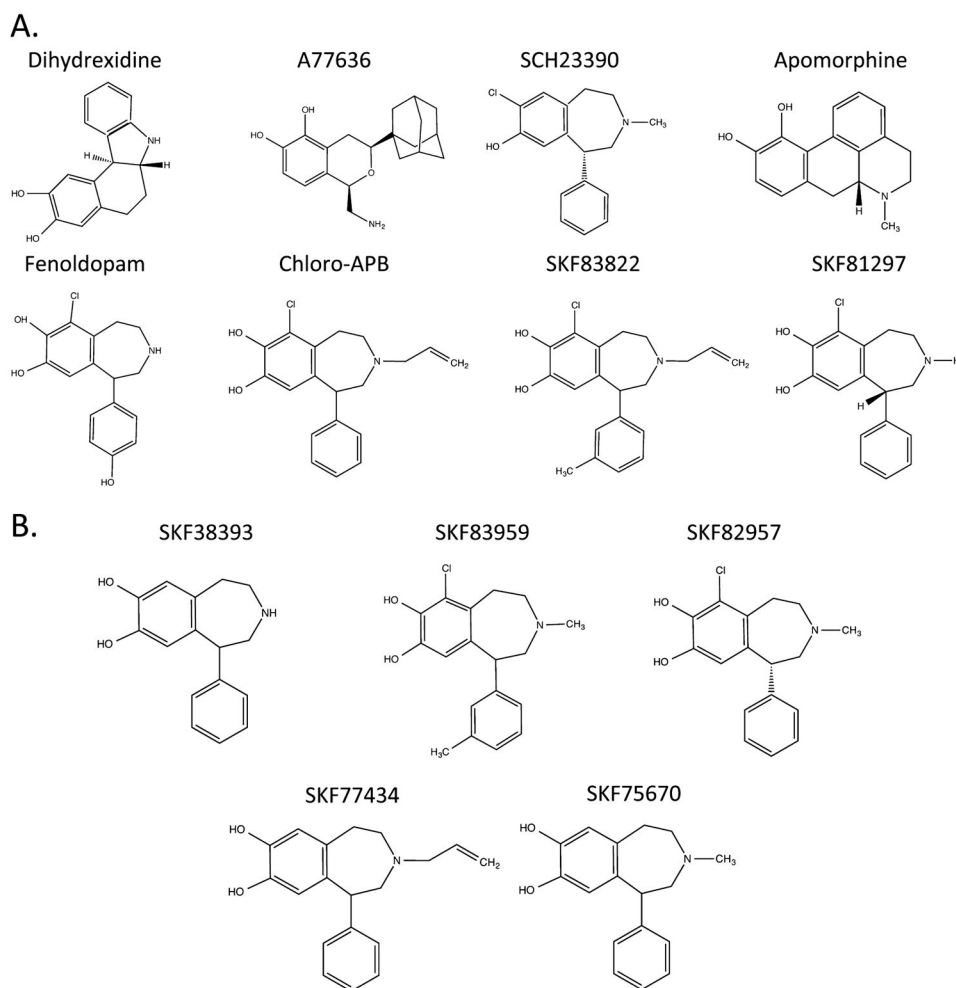 A.
Dihydrexidine A77636 SCH23390 Apomorphine
NH
H H
HO
HO
OH
HO
O
NH₂
Cl
HO
N CH₃
OH
HO
N
H
CH₃
Fenoldopam Chloro-APB SKF83822 SKF81297
Cl
OH
HO
NH
HO
Cl
HO
HO
N
CH₂
Cl
HO
HO
N
CH₂
H₃C
Cl
HO
HO
N H
H
B.
SKF38393 SKF83959 SKF82957
HO
HO
NH
Cl
HO
HO
N CH₃
H₃C
Cl
HO
HO
N CH₃
SKF77434 SKF75670
HO
HO
N
CH₂
HO
HO
N CH₃